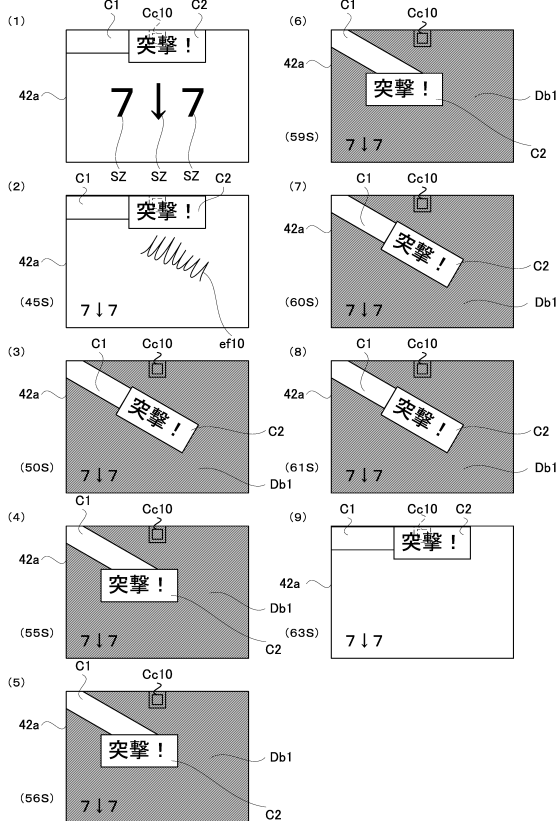 (1)
C1
Cc10
C2
突撃！
42a
7↓7
SZ
SZ
SZ
(2)
C1
C2
突撃！
42a
(45S)
7↓7
ef10
(3)
C1
Cc10
42a
突撃！
C2
(50S)
7↓7
Db1
(4)
C1
Cc10
42a
突撃！
Db1
(55S)
7↓7
C2
(5)
C1
Cc10
42a
突撃！
Db1
(56S)
7↓7
C2
(6)
C1
Cc10
42a
突撃！
Db1
(59S)
7↓7
C2
(7)
C1
Cc10
42a
突撃！
C2
(60S)
7↓7
Db1
(8)
C1
Cc10
42a
突撃！
C2
(61S)
7↓7
Db1
(9)
C1
Cc10
C2
突撃！
42a
(63S)
7↓7